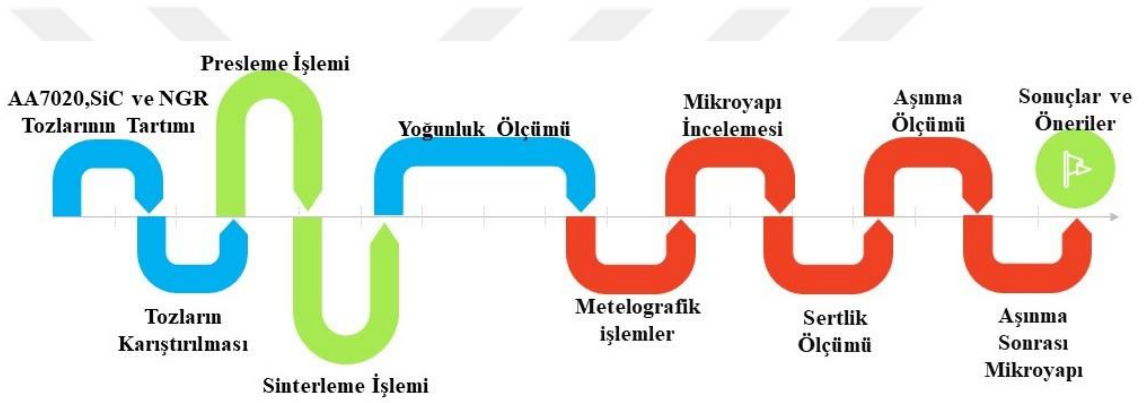 AA7020,SiC ve NGR
Tozlarının Tartımı
Tozların
Karıştırılması
Presleme İşlemi
Sinterleme İşlemi
Yoğunluk Ölçümü
Metelografik
işlemler
Mikroyapı
İncelemesi
Sertlik
Ölçümü
Aşınma
Ölçümü
Aşınma
Sonrası
Mikroyapı
Sonuçlar ve
Öneriler